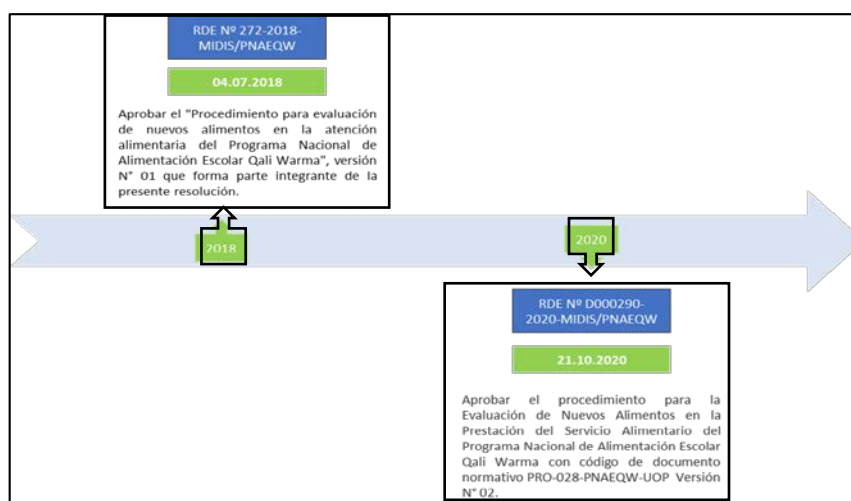 RDE Nº 272-2018-
MIDIS/PNAEQW
04.07.2018
Aprobar el "Procedimiento para evaluación
de nuevos alimentos en la atención
alimentaria del Programa Nacional de
Alimentación Escolar Qali Warma", versión
N° 01 que forma parte integrante de la
presente resolución.
2018
2020
RDE Nº D000290-
2020-MIDIS/PNAEQW
21.10.2020
Aprobar el procedimiento para la
Evaluación de Nuevos Alimentos en la
Prestación del Servicio Alimentario del
Programa Nacional de Alimentación Escolar
Qali Warma con código de documento
normativo PRO-028-PNAEQW-UOP Versión
N° 02.